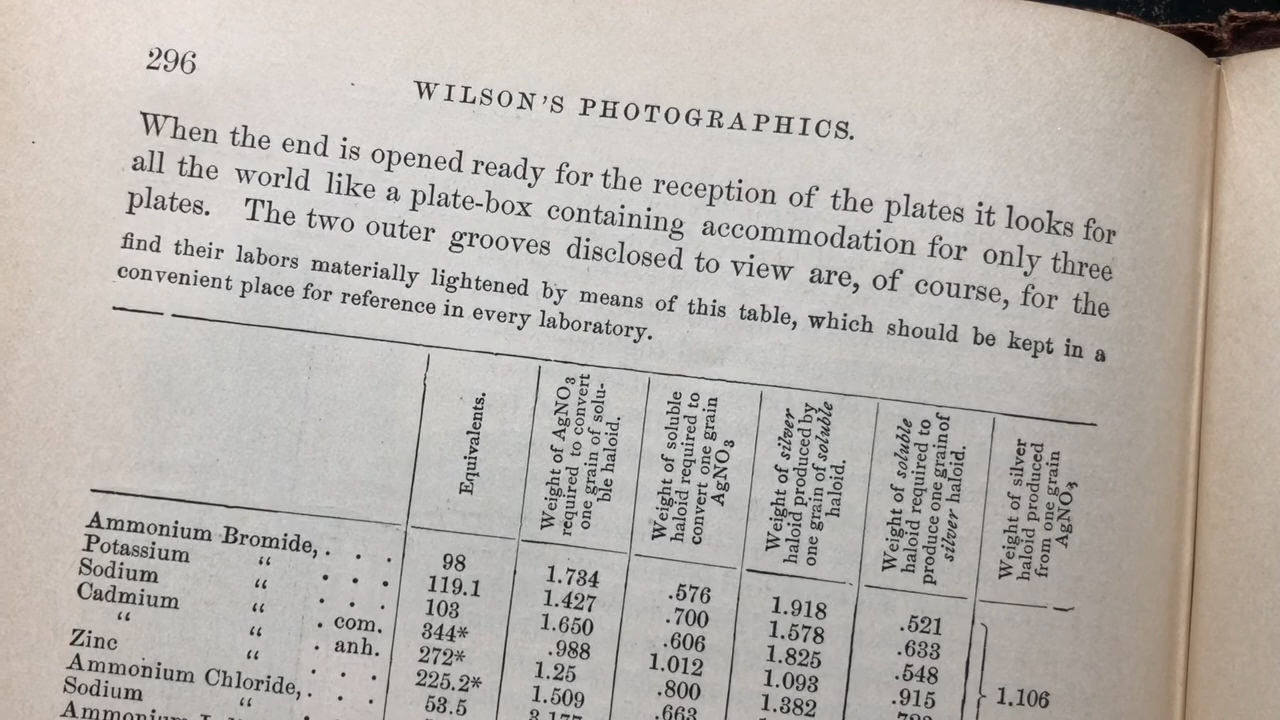 296
WILSON'S PHOTOGRAPHICS.
When the end is opened ready for the reception of the plates it looks for
all the world like a plate-box containing accommodation for only three
plates. The two outer grooves disclosed to view are, of course, for the
find their labors materially lightened by means of this table, which should be kept in a
convenient place for reference in every laboratory.
Equivalents.
Weight of AgNO3
required to convert
one grain of solu-
ble haloid.
Weight of soluble
haloid required to
convert one grain
AgNO3
Weight of silver
haloid produced by
one grain of soluble
haloid.
Weight of soluble
haloid required to
produce one grain of
silver haloid.
Weight of silver
haloid produced
from one grain
AgNO3
Ammonium Bromide, . . . 98 1.734 .576 1.918 .521
Potassium “ . . . 119.1 1.427 .700 1.578 .633
Sodium “ . . . 103 1.650 .606 1.825 .548
Cadmium “ . com. 344* .988 1.012 1.093 .915
“ “ . anh. 272* 1.25 .800 1.382
Zinc “ . . . 225.2* 1.509 .663
Ammonium Chloride, . . . 53.5
Sodium “
1.106